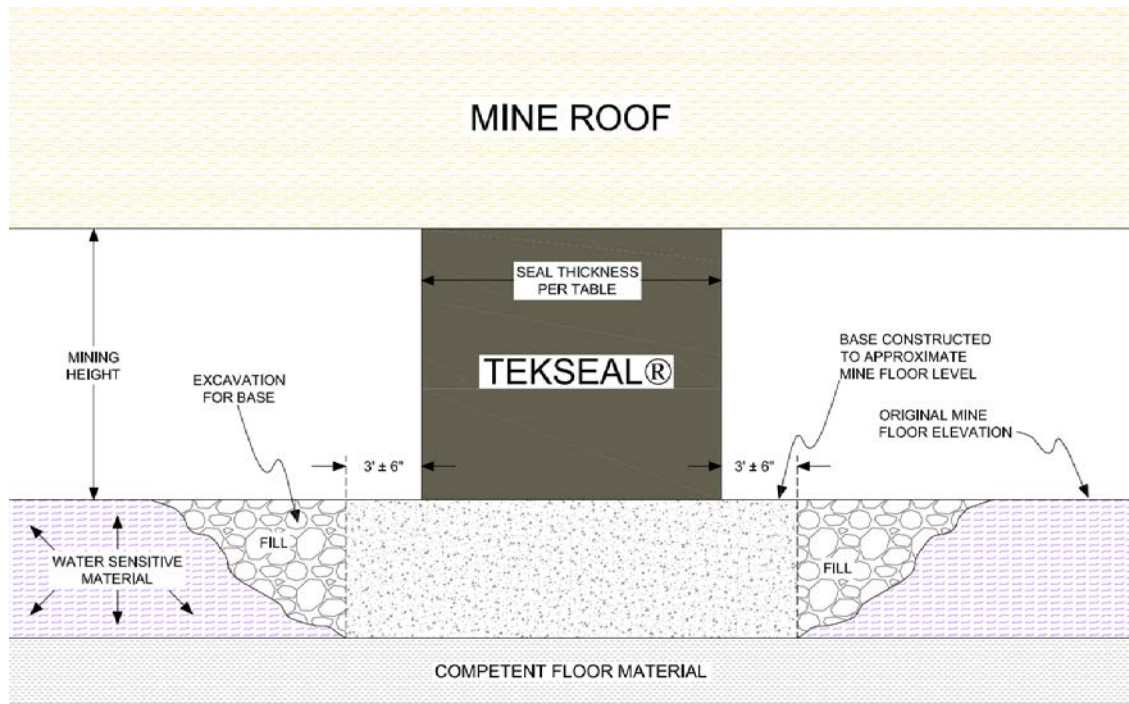 MINE ROOF
SEAL THICKNESS
PER TABLE
MINING
HEIGHT
TEKSEAL®
BASE CONSTRUCTED
TO APPROXIMATE
MINE FLOOR LEVEL
EXCAVATION
FOR BASE
ORIGINAL MINE
FLOOR ELEVATION
3' ± 6"
3' ± 6"
FILL
WATER SENSITIVE
MATERIAL
FILL
COMPETENT FLOOR MATERIAL